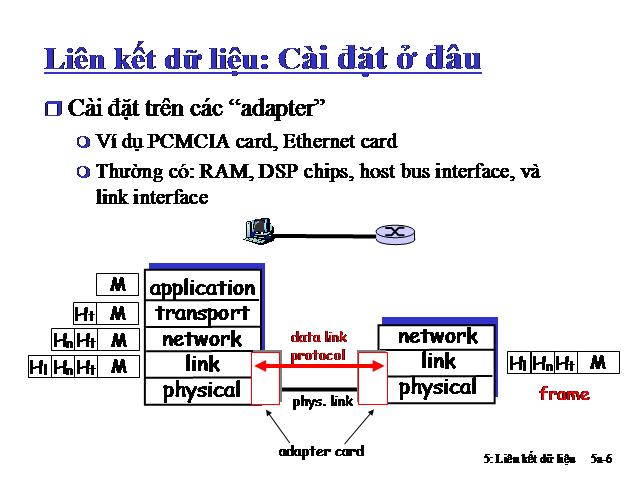 Liên kết dữ liệu: Cài đặt ở đâu
Cài đặt trên các “adapter”
Ví dụ PCMCIA card, Ethernet card
Thường có: RAM, DSP chips, host bus interface, và
link interface
M
Ht M
Hn Ht M
Hl Hn Ht M
application
transport
network
link
physical
data link
protocol
phys. link
network
link
physical
Hl Hn Ht M
frame
adapter card
5: Liên kết dữ liệu 5a-6